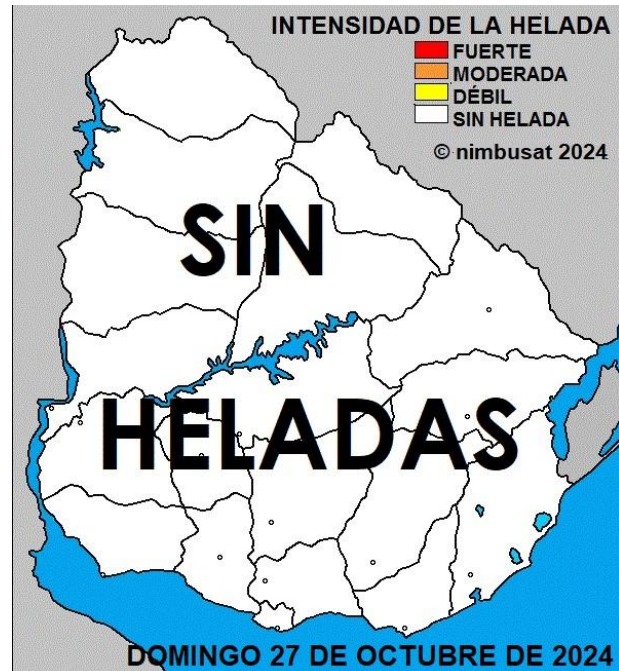 INTENSIDAD DE LA HELADA
FUERTE
MODERADA
DÉBIL
SIN HELADA
© nimbusat 2024
SIN
HELADAS
DOMINGO 27 DE OCTUBRE DE 2024